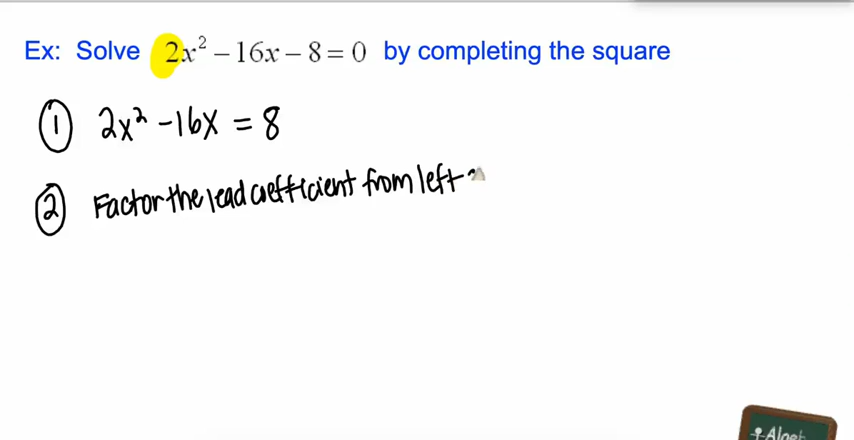 Ex: Solve 2x² – 16x – 8 = 0 by completing the square
① 2x² - 16x = 8
② Factor the lead coefficient from left